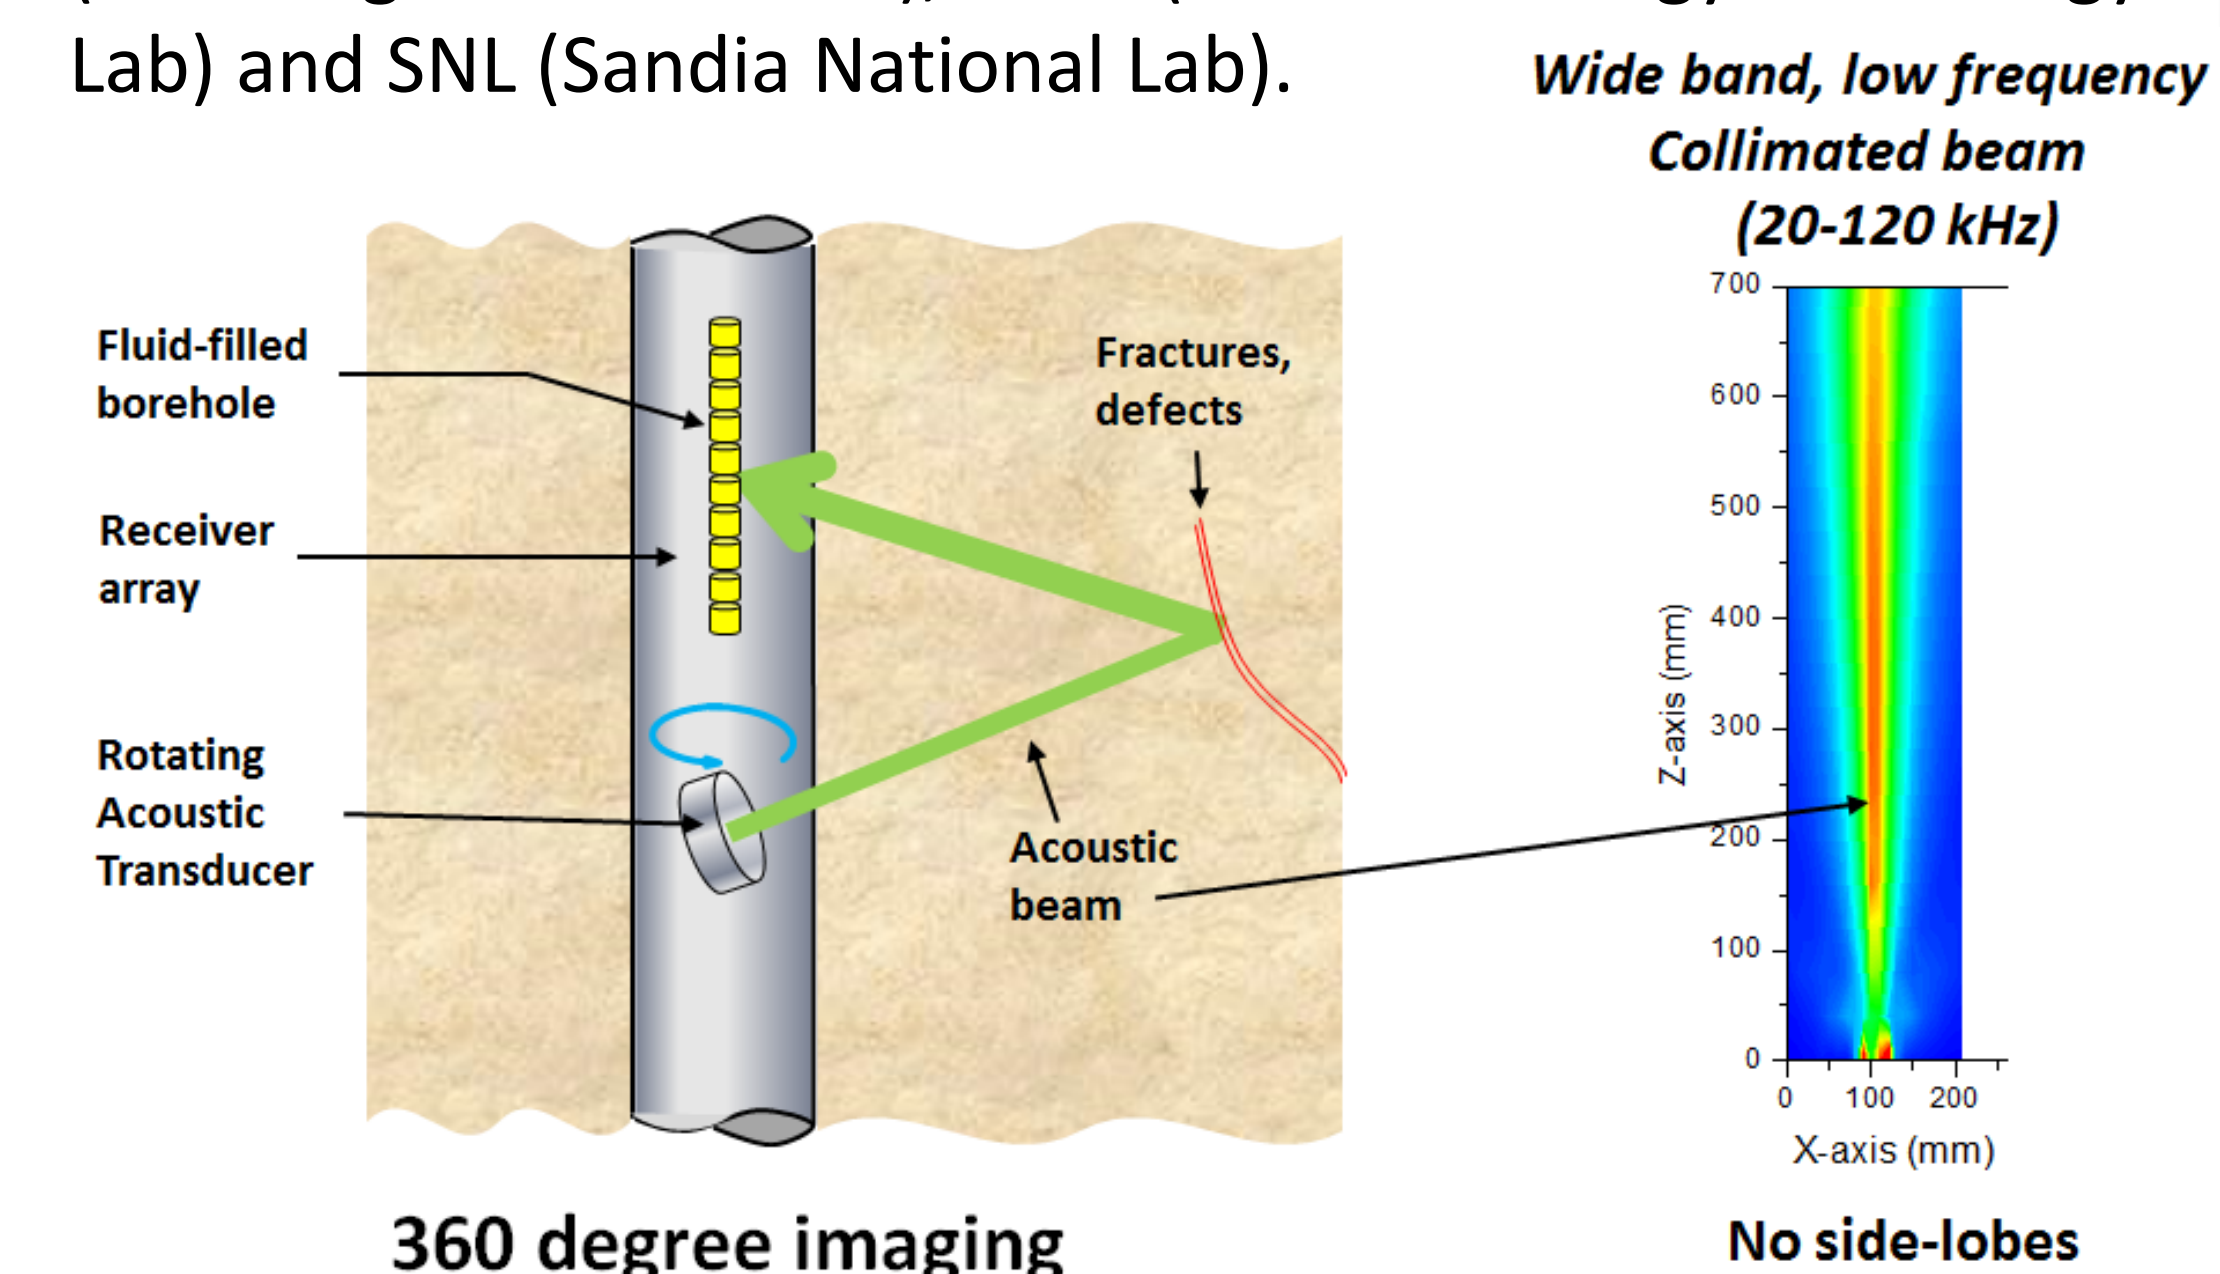 Lab) and SNL (Sandia National Lab).
Wide band, low frequency
Collimated beam
(20-120 kHz)
Fluid-filled
borehole
Receiver
array
Rotating
Acoustic
Transducer
Fractures,
defects
Acoustic
beam
700
600
500
400
300
200
100
0
Z-axis (mm)
0 100 200
X-axis (mm)
360 degree imaging
No side-lobes